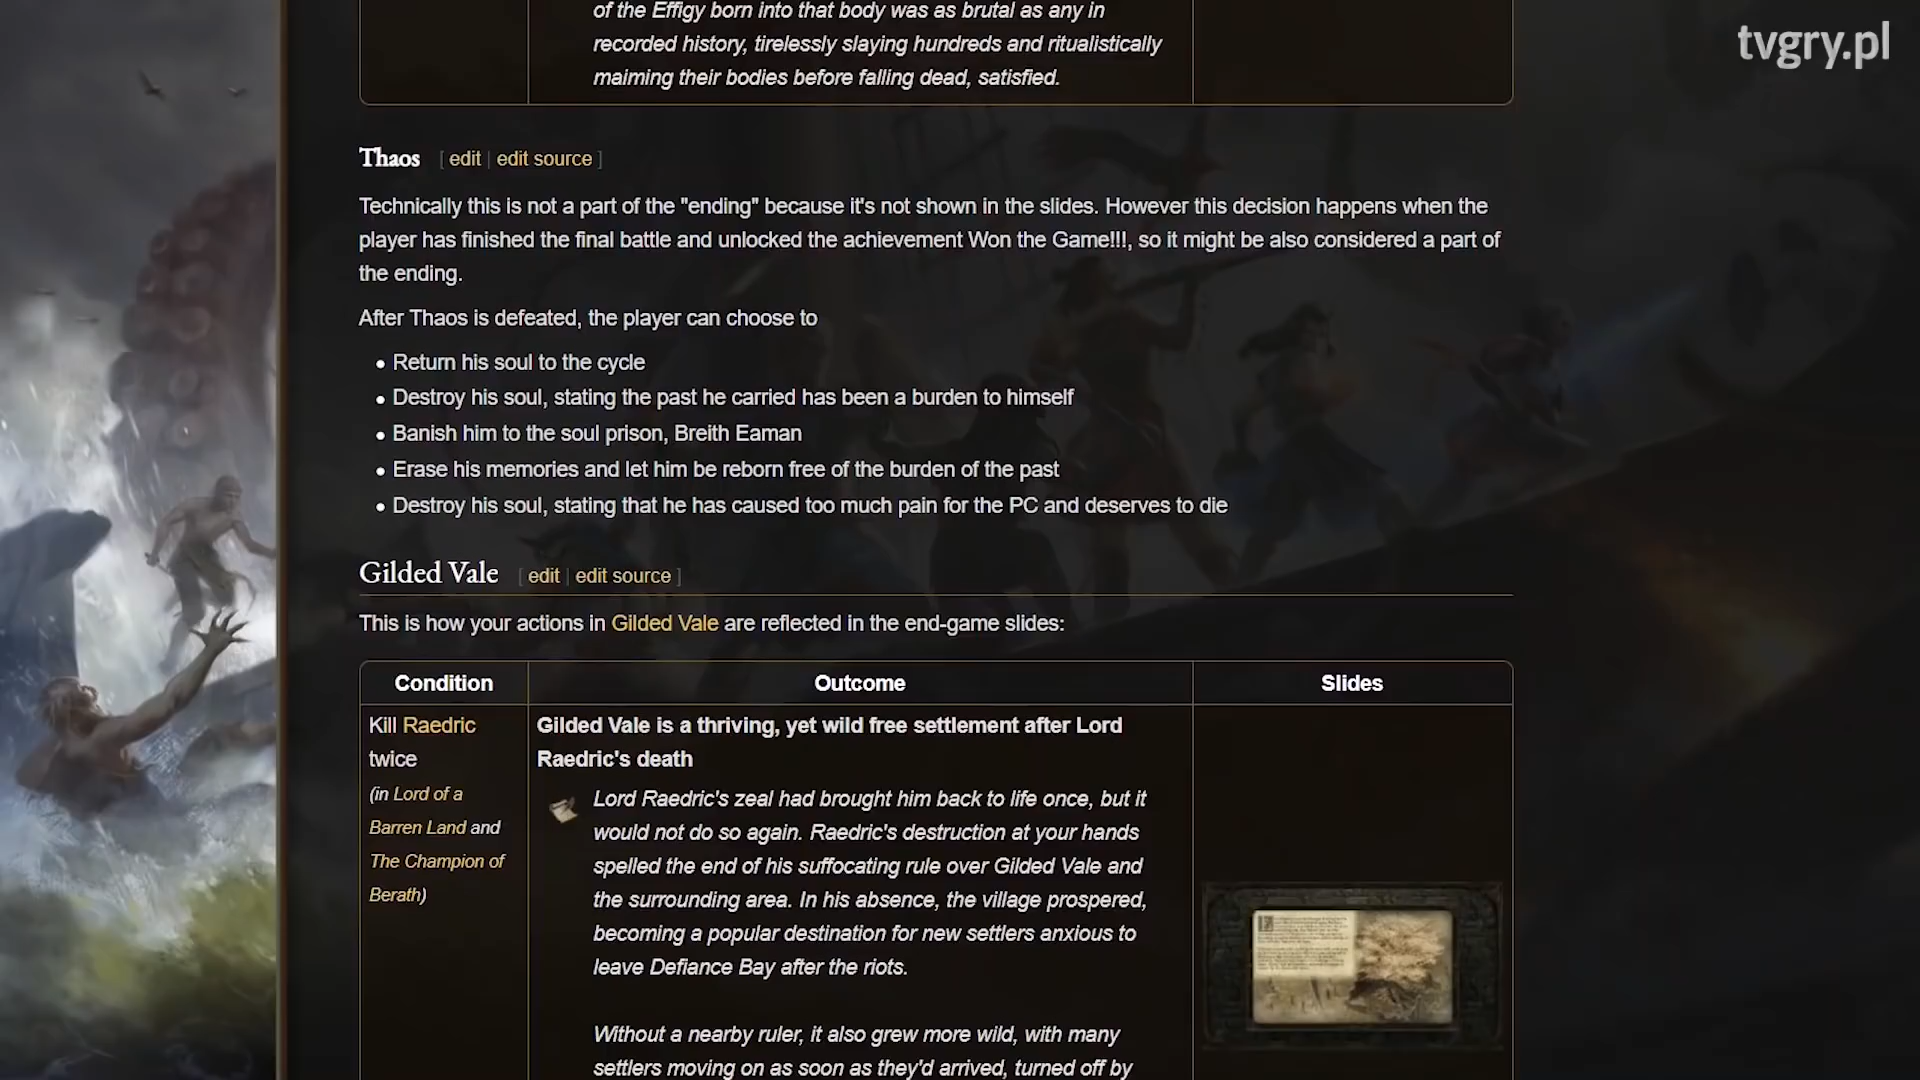 tvgry.pl
of the Effigy born into that body was as brutal as any in
recorded history, tirelessly slaying hundreds and ritualistically
maiming their bodies before falling dead, satisfied.
Thaos [ edit | edit source ]
Technically this is not a part of the "ending" because it's not shown in the slides. However this decision happens when the
player has finished the final battle and unlocked the achievement Won the Game!!!, so it might be also considered a part of
the ending.
After Thaos is defeated, the player can choose to
• Return his soul to the cycle
• Destroy his soul, stating the past he carried has been a burden to himself
• Banish him to the soul prison, Breith Eaman
• Erase his memories and let him be reborn free of the burden of the past
• Destroy his soul, stating that he has caused too much pain for the PC and deserves to die
Gilded Vale [ edit | edit source ]
This is how your actions in Gilded Vale are reflected in the end-game slides:
Condition Outcome Slides
Kill Raedric
twice
(in Lord of a
Barren Land and
The Champion of
Berath)
Gilded Vale is a thriving, yet wild free settlement after Lord
Raedric's death
Lord Raedric's zeal had brought him back to life once, but it
would not do so again. Raedric's destruction at your hands
spelled the end of his suffocating rule over Gilded Vale and
the surrounding area. In his absence, the village prospered,
becoming a popular destination for new settlers anxious to
leave Defiance Bay after the riots.
Without a nearby ruler, it also grew more wild, with many
settlers moving on as soon as they'd arrived, turned off by